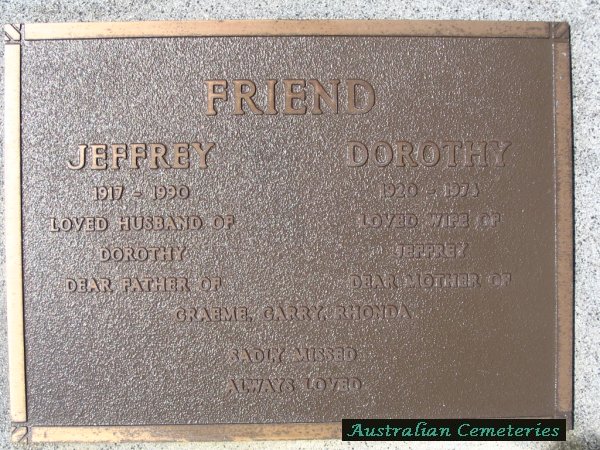 FRIEND
JEFFREY DOROTHY
1917 - 1990 1920 - 1973
LOVED HUSBAND OF LOVED WIFE OF
DOROTHY JEFFREY
DEAR FATHER OF DEAR MOTHER OF
GRAEME, GARRY, RHONDA
SADLY MISSED
ALWAYS LOVED
Australian Cemeteries